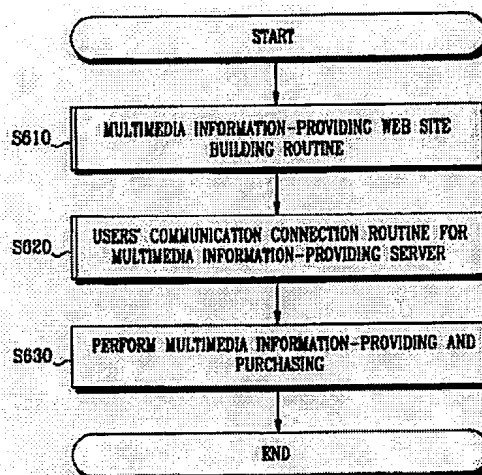 START
S610
MULTIMEDIA INFORMATION-PROVIDING WEB SITE
BUILDING ROUTINE
S620
USERS' COMMUNICATION CONNECTION ROUTINE FOR
MULTIMEDIA INFORMATION-PROVIDING SERVER
S630
PERFORM MULTIMEDIA INFORMATION-PROVIDING AND
PURCHASING
END